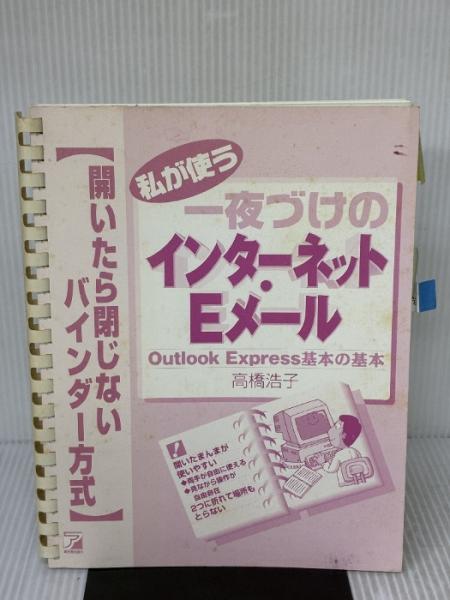 私が使う
一夜づけの
インターネット・
Eメール
Outlook Express基本の基本
高橋浩子
【開いたら閉じない
バインダー方式】
開いたまんまが
使いやすい
◆両手が自由に使える
◆見ながら操作が
自由自在
2つに折れて場所も
とらない